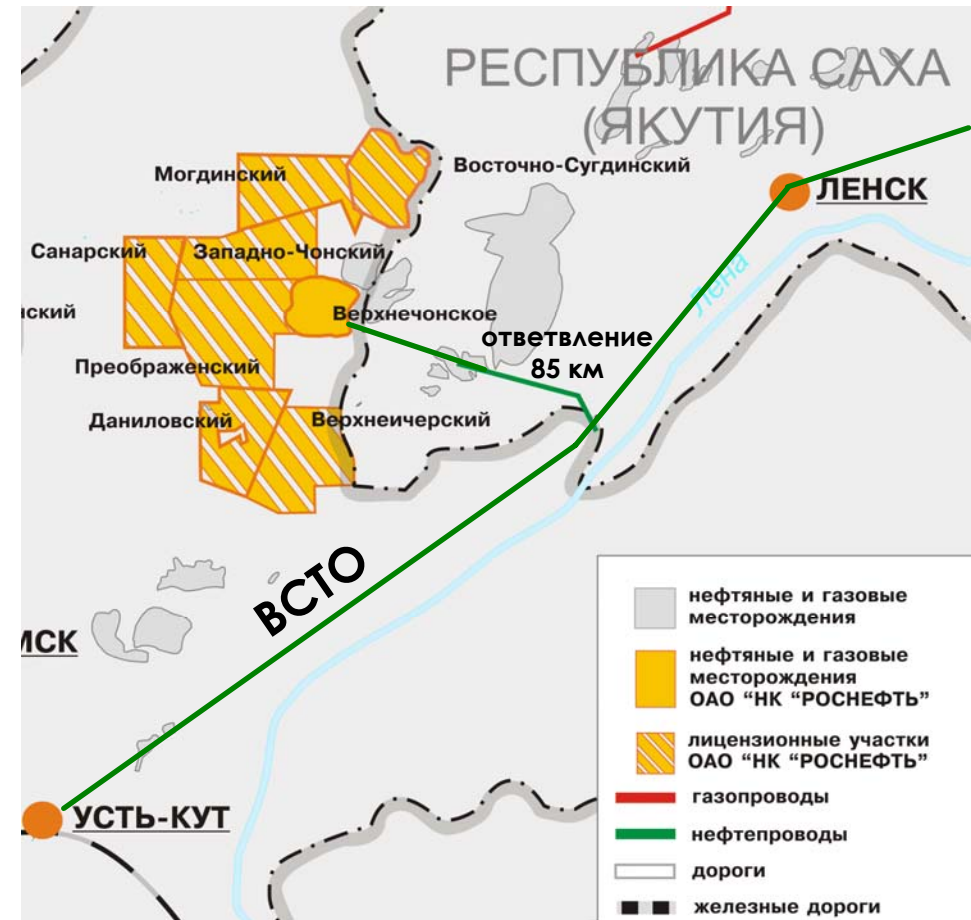 РЕСПУБЛИКА САХА
(ЯКУТИЯ)
Могдинский
Восточно-Сугдинский
ЛЕНСК
Санарский
Западно-Чонский
Лена
нский
Верхнечонское
ответвление
85 км
Преображенский
Даниловский
Верхнеичерский
ВСТО
МСК
УСТЬ-КУТ
нефтяные и газовые
месторождения
нефтяные и газовые
месторождения
ОАО “НК “РОСНЕФТЬ”
лицензионные участки
ОАО “НК “РОСНЕФТЬ”
газопроводы
нефтепроводы
дороги
железные дороги